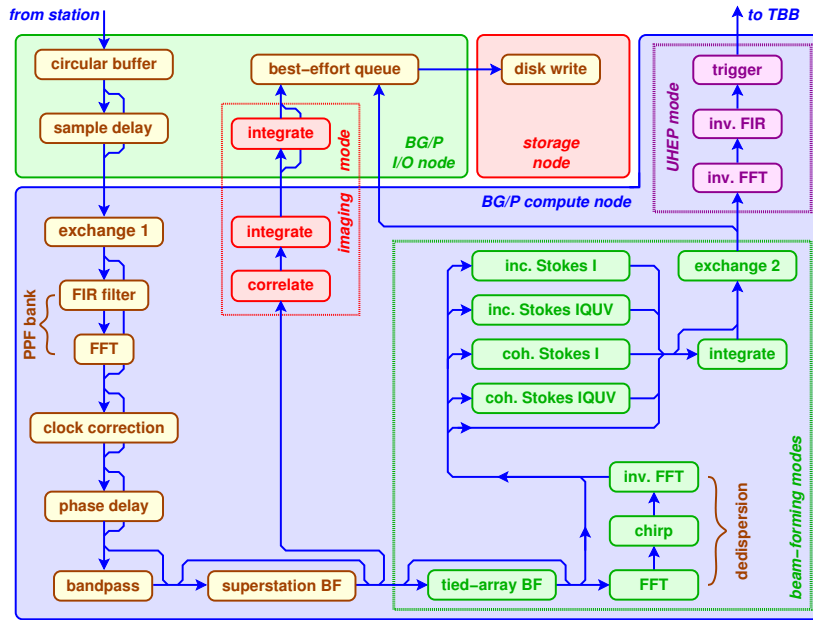 from station
to TBB
circular buffer
best–effort queue
disk write
trigger
sample delay
integrate
mode
BG/P
I/O node
storage
node
inv. FIR
UHEP mode
inv. FFT
BG/P compute node
exchange 1
integrate
imaging
inc. Stokes I
exchange 2
FIR filter
correlate
inc. Stokes IQUV
PPF bank
FFT
coh. Stokes I
integrate
coh. Stokes IQUV
clock correction
inv. FFT
phase delay
chirp
dedispersion
beam–forming modes
bandpass
superstation BF
tied–array BF
FFT